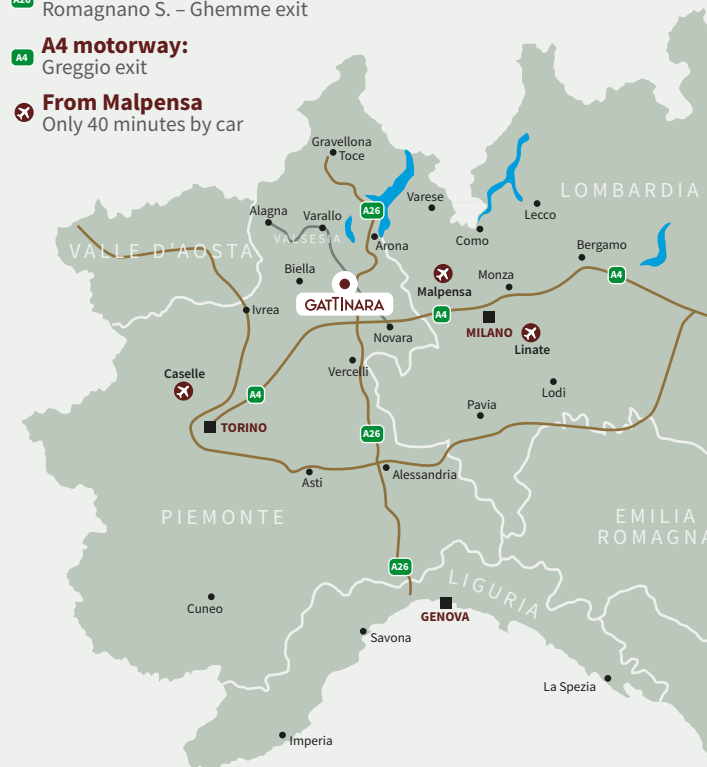 A26
Romagnano S. – Ghemme exit
A4 motorway:
A4
Greggio exit
From Malpensa
Only 40 minutes by car
Gravellona
Toce
LOMBARDIA
Varese
A26
Alagna
Varallo
Lecco
VALSESIA
Como
Arona
Bergamo
VALLE D'AOSTA
Biella
Monza
A4
Malpensa
GATTINARA
Ivrea
A4
MILANO
Novara
Linate
Vercelli
Caselle
Lodi
A4
Pavia
TORINO
A26
Alessandria
Asti
PIEMONTE
EMILIA
ROMAGNA
A26
LIGURIA
Cuneo
GENOVA
Savona
La Spezia
Imperia